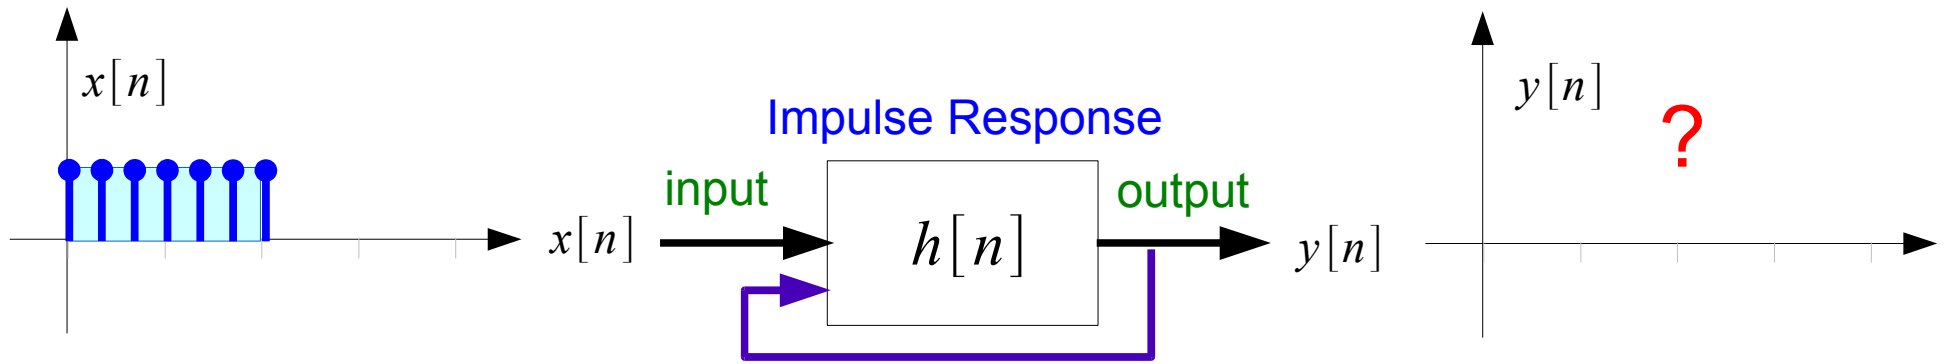 x[n]
Impulse Response
input
output
x[n]
h[n]
y[n]
y[n]
?